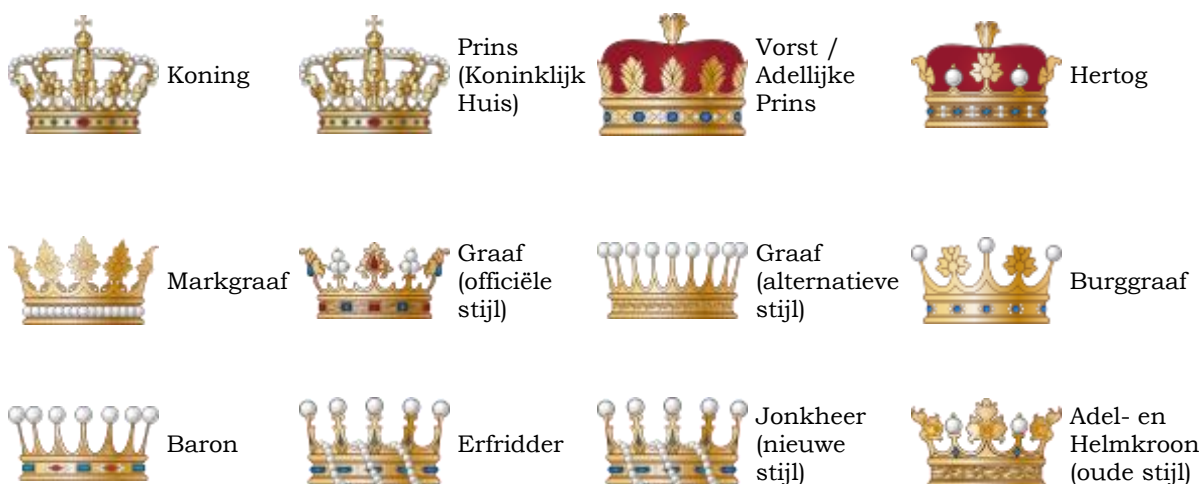 Koning
Prins
(Koninklijk
Huis)
Vorst /
Adellijke
Prins
Hertog
Markgraaf
Graaf
(officiële
stijl)
Graaf
(alternatieve
stijl)
Burggraaf
Baron
Erfridder
Jonkheer
(nieuwe
stijl)
Adel- en
Helmkroon
(oude stijl)